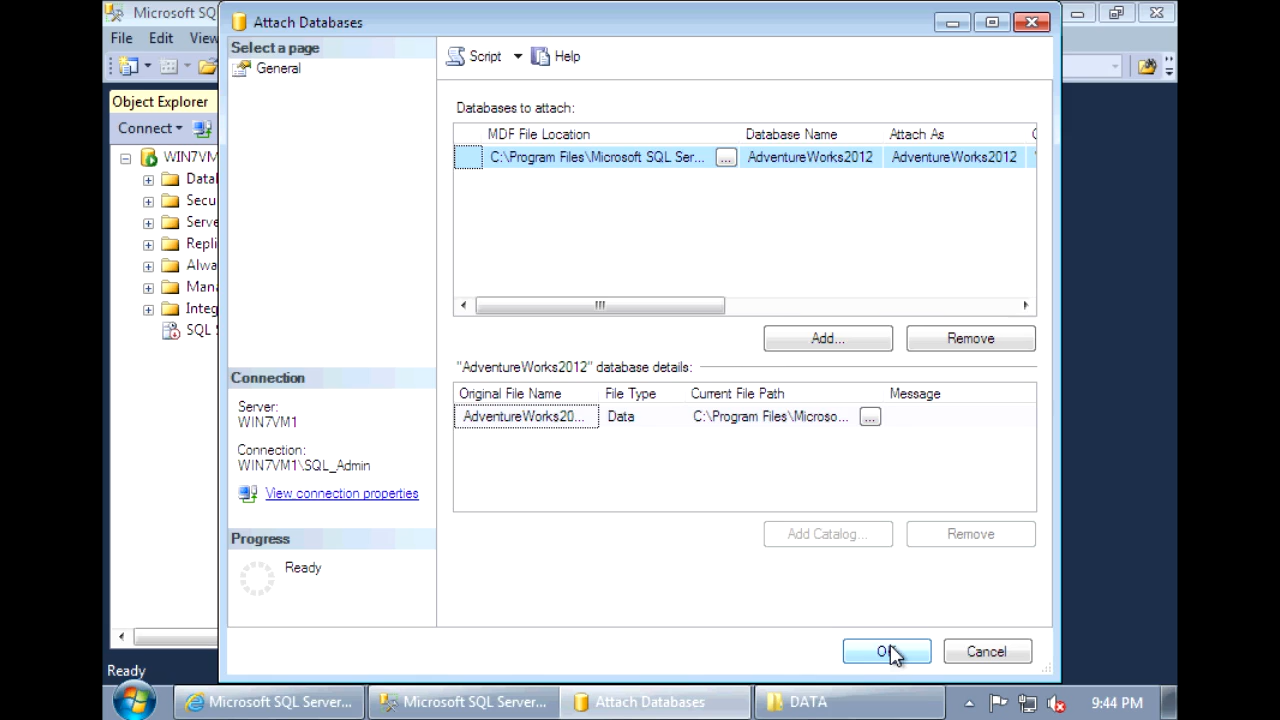 Microsoft SQ
Attach Databases
File Edit View
Select a page
General
Script Help
Object Explorer
Connect
WIN7VM
Datal
Secu
Serve
Repli
Alwa
Mana
Integ
SQL S
Databases to attach:
MDF File Location Database Name Attach As
C:\Program Files\Microsoft SQL Ser... ... AdventureWorks2012 AdventureWorks2012
Add... Remove
"AdventureWorks2012" database details:
Original File Name File Type Current File Path Message
AdventureWorks20... Data C:\Program Files\Microso... ...
Connection
Server:
WIN7VM1
Connection:
WIN7VM1\SQL_Admin
View connection properties
Progress
Ready
Add Catalog... Remove
OK Cancel
Ready
Microsoft SQL Server... Microsoft SQL Server... Attach Databases DATA 9:44 PM